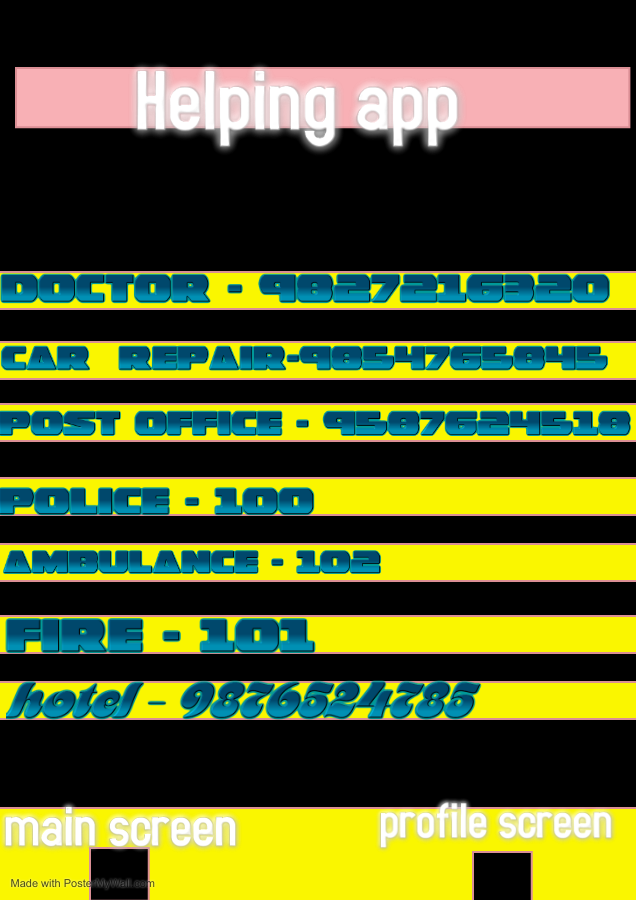 Helping app
DOCTOR - 9827216320
CAR REPAIR-9854765845
POST OFFICE - 9587624518
POLICE - 100
AMBULANCE - 102
FIRE - 101
hotel - 9876524785
main screen
profile screen
Made with PosterMyWall.com